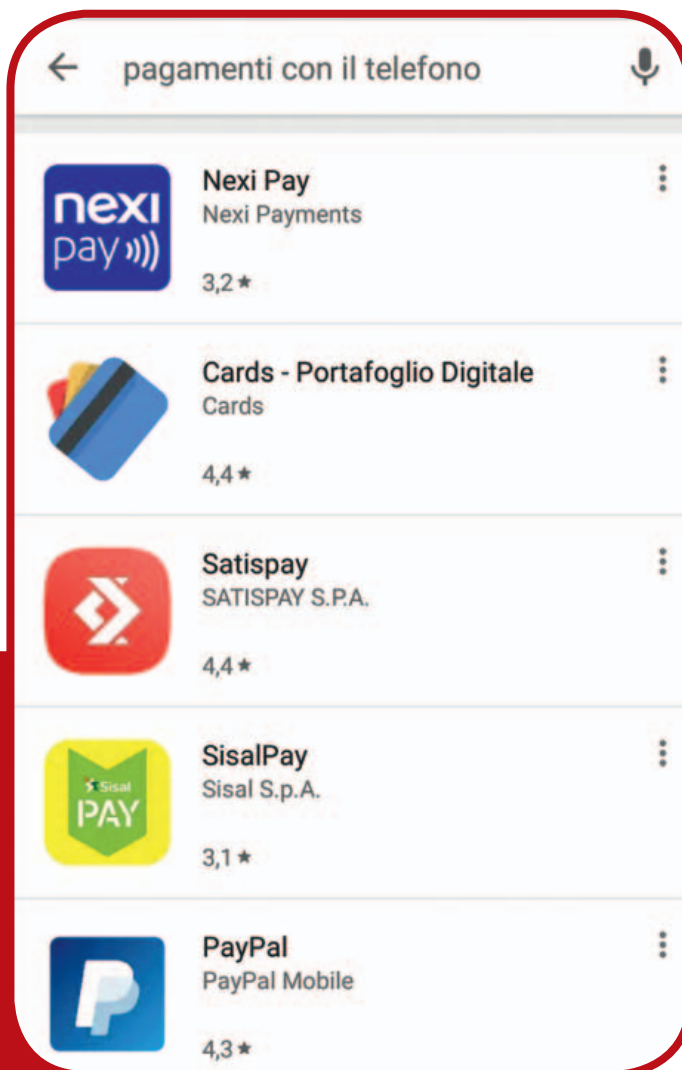 pagamenti con il telefono
nexi
pay
Nexi Pay
Nexi Payments
3,2★
Cards - Portafoglio Digitale
Cards
4,4★
Satispay
SATISPAY S.P.A.
4,4★
Sisal
PAY
SisalPay
Sisal S.p.A.
3,1★
PayPal
PayPal Mobile
4,3★